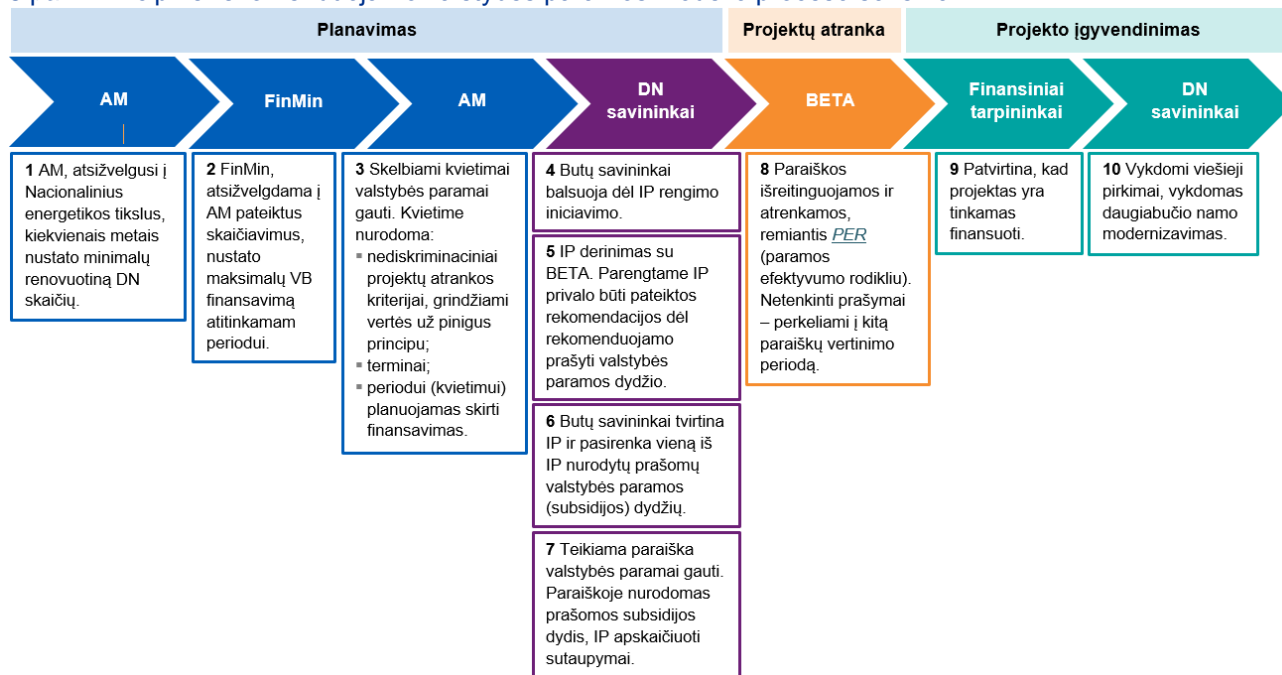 Planavimas
Projektų atranka
Projekto įgyvendinimas
AM
FinMin
AM
DN
savininkai
BETA
Finansiniai
tarpininkai
DN
savininkai
1 AM, atsižvelgusi į
Nacionalinius
energetikos tikslus,
kiekvienais metais
nustato minimalų
renovuotiną DN
skaičių.
2 FinMin,
atsižvelgdama į
AM pateiktus
skaičiavimus,
nustato
maksimalų VB
finansavimą
atitinkamam
periodui.
3 Skelbiami kvietimai
valstybės paramai
gauti. Kvietime
nurodoma:
▪ nediskriminaciniai
projektų atrankos
kriterijai, grindžiami
vertės už pinigus
principu;
▪ terminai;
▪ periodui (kvietimui)
planuojamas skirti
finansavimas.
4 Butų savininkai
balsuoja dėl IP rengimo
iniciavimo.
5 IP derinimas su
BETA. Parengtame IP
privalo būti pateiktos
rekomendacijos dėl
rekomenduojamo
prašyti valstybės
paramos dydžio.
6 Butų savininkai tvirtina
IP ir pasirenka vieną iš
IP nurodytų prašomų
valstybės paramos
(subsidijos) dydžių.
7 Teikiama paraiška
valstybės paramai gauti.
Paraiškoje nurodomas
prašomos subsidijos
dydis, IP apskaičiuoti
sutaupymai.
8 Paraiškos
išreitinguojamos ir
atrenkamos,
remiantis PER
(paramos
efektyvumo rodikliu).
Netenkinti prašymai
– perkeliami į kitą
paraiškų vertinimo
periodą.
9 Patvirtina, kad
projektas yra
tinkamas
finansuoti.
10 Vykdomi viešieji
pirkimai, vykdomas
daugiabučio namo
modernizavimas.